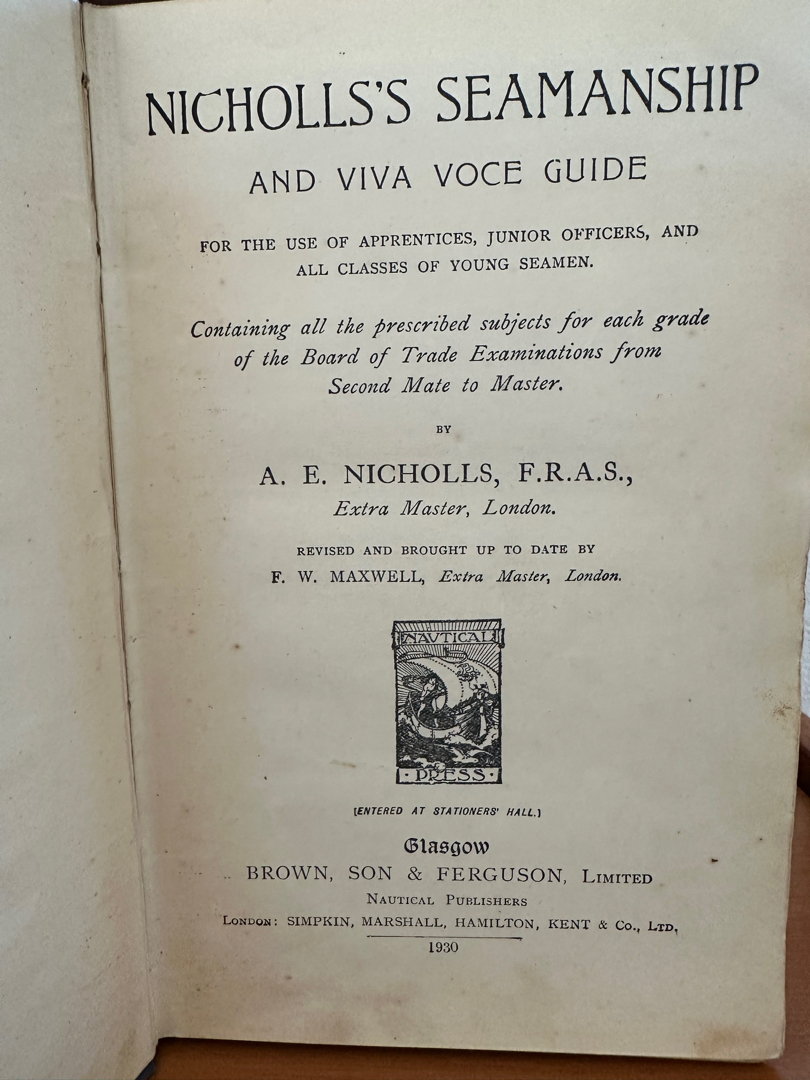 NICHOLLS'S SEAMANSHIP
AND VIVA VOCE GUIDE
FOR THE USE OF APPRENTICES, JUNIOR OFFICERS, AND
ALL CLASSES OF YOUNG SEAMEN.
Containing all the prescribed subjects for each grade
of the Board of Trade Examinations from
Second Mate to Master.
BY
A. E. NICHOLLS, F.R.A.S.,
Extra Master, London.
REVISED AND BROUGHT UP TO DATE BY
F. W. MAXWELL, Extra Master, London.
NAUTICAL
·PRESS·
[ENTERED AT STATIONERS' HALL.]
Glasgow
BROWN, SON & FERGUSON, LIMITED
NAUTICAL PUBLISHERS
LONDON: SIMPKIN, MARSHALL, HAMILTON, KENT & CO., LTD,
1930